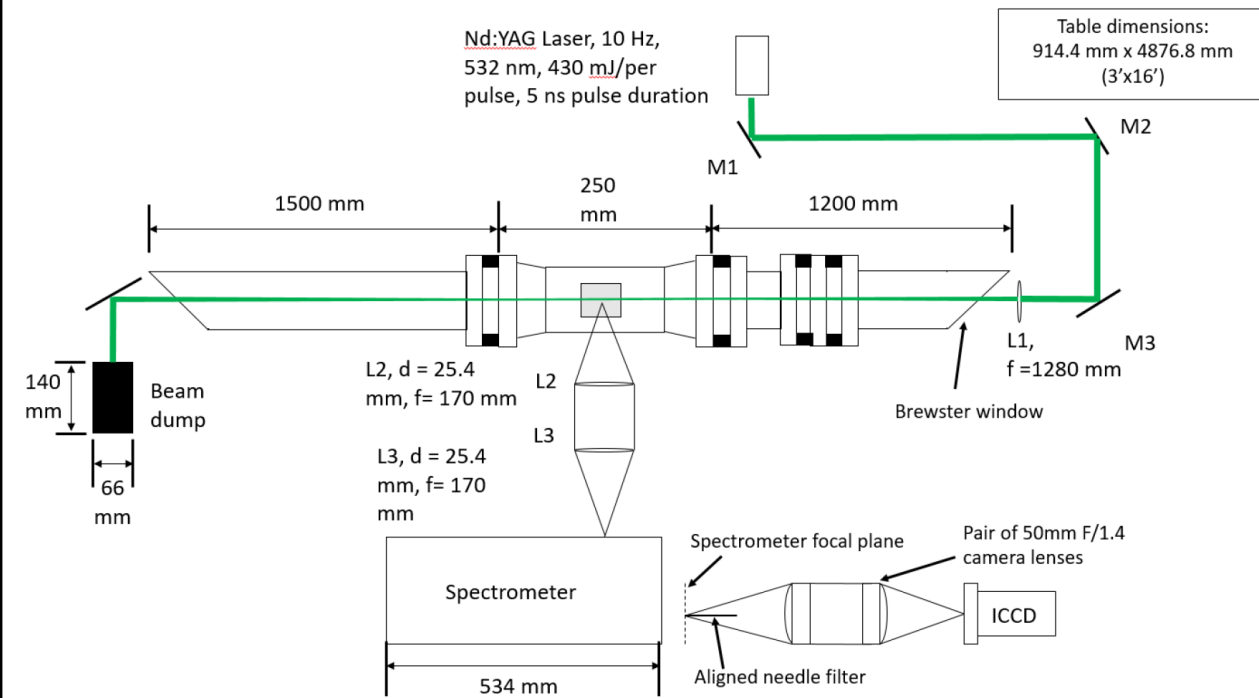 Nd:YAG Laser, 10 Hz,
532 nm, 430 mJ/per
pulse, 5 ns pulse duration
Table dimensions:
914.4 mm x 4876.8 mm
(3'x16')
M1
M2
1500 mm
250
mm
1200 mm
M3
L1,
f =1280 mm
Brewster window
140
mm
Beam
dump
66
mm
L2, d = 25.4
mm, f= 170 mm
L2
L3
L3, d = 25.4
mm, f= 170
mm
Spectrometer
534 mm
Spectrometer focal plane
Pair of 50mm F/1.4
camera lenses
ICCD
Aligned needle filter